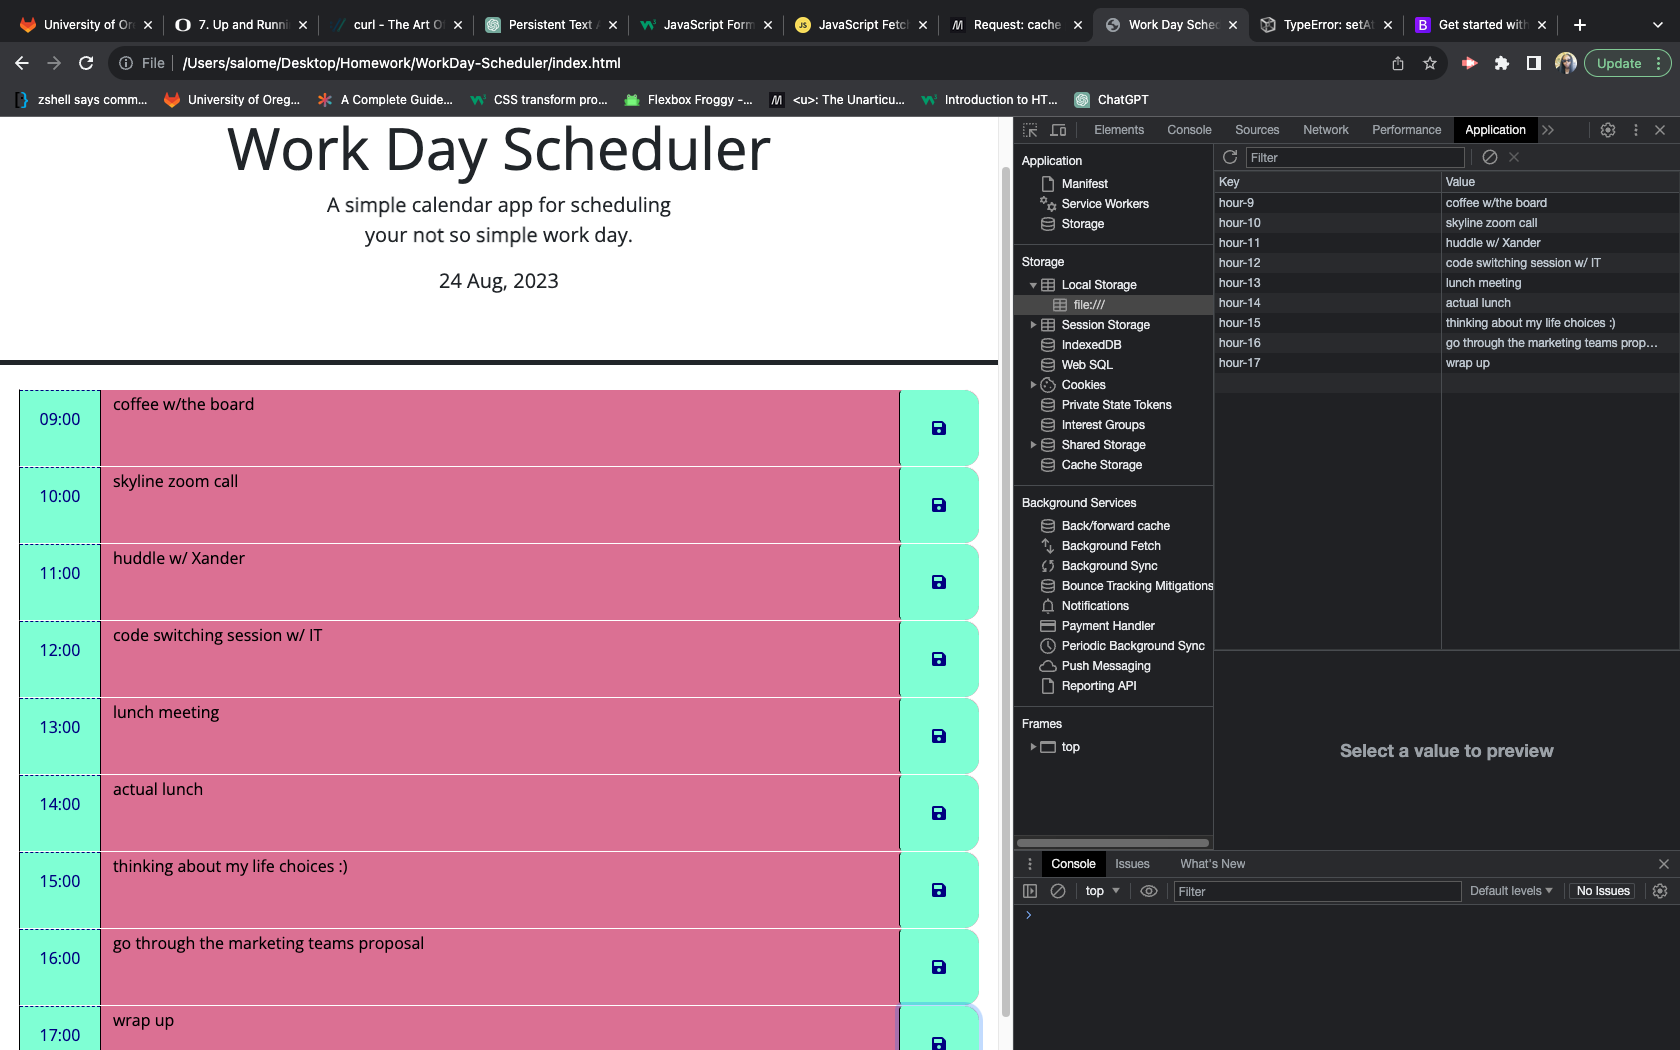 University of Or
7. Up and Runni
curl - The Art O
Persistent Text
JavaScript Form
JavaScript Fetc
Request: cache
Work Day Sched
TypeError: setAt
Get started with
File
/Users/salome/Desktop/Homework/WorkDay-Scheduler/index.html
Update
zshell says comm...
University of Oreg...
A Complete Guide...
CSS transform pro...
Flexbox Froggy -...
<u>: The Unarticu...
Introduction to HT...
ChatGPT
Work Day Scheduler
A simple calendar app for scheduling
your not so simple work day.
24 Aug, 2023
09:00 coffee w/the board
10:00 skyline zoom call
11:00 huddle w/ Xander
12:00 code switching session w/ IT
13:00 lunch meeting
14:00 actual lunch
15:00 thinking about my life choices :)
16:00 go through the marketing teams proposal
17:00 wrap up
Elements Console Sources Network Performance Application
Application
Manifest
Service Workers
Storage
Storage
Local Storage
file:///
Session Storage
IndexedDB
Web SQL
Cookies
Private State Tokens
Interest Groups
Shared Storage
Cache Storage
Background Services
Back/forward cache
Background Fetch
Background Sync
Bounce Tracking Mitigations
Notifications
Payment Handler
Periodic Background Sync
Push Messaging
Reporting API
Frames
top
Filter
Key Value
hour-9 coffee w/the board
hour-10 skyline zoom call
hour-11 huddle w/ Xander
hour-12 code switching session w/ IT
hour-13 lunch meeting
hour-14 actual lunch
hour-15 thinking about my life choices :)
hour-16 go through the marketing teams prop...
hour-17 wrap up
Select a value to preview
Console Issues What's New
top Filter Default levels No Issues